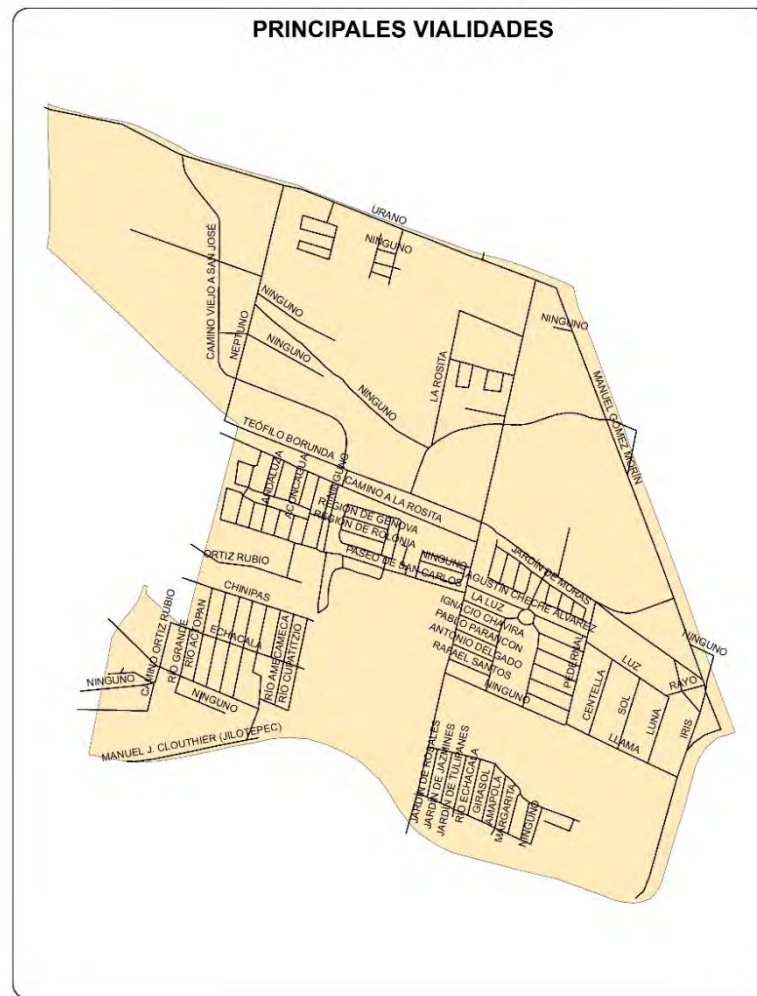 PRINCIPALES VIALIDADES
URANO
NINGUNO
CAMINO VIEJO A SAN JOSÉ
NINGUNO
NINGUNO
NEPTUNO
NINGUNO
NINGUNO
LA ROSITA
MANUEL GÓMEZ MORÍN
TEÓFILO BORUNDA
CAMINO A LA ROSITA
ANDALUZA
ACONCAGUA
NINGUNO
REGIÓN DE GENOVA
REGIÓN DE ROLONIA
PASEO DE SAN CARLOS
NINGUNO
JARDÍN DE MORAS
AGUSTÍN CHECHE ALVAREZ
ORTIZ RUBIO
CHINIPAS
LA LUZ
IGNACIO CHAVIRA
PABLO PARANCON
ANTONIO DELGADO
RAFAEL SANTOS
NINGUNO
PEDERNAL
LUZ
NINGUNO
RAYO
CENTELLA
SOL
LUNA
LLAMA
IRIS
CAMINO ORTIZ RUBIO
RÍO GRANDE
RÍO ACTOPAN
ECHACALA
RÍO AMECAMECA
RÍO CUPATITZIO
NINGUNO
NINGUNO
MANUEL J. CLOUTHIER (JILOTEPEC)
JARDÍN DE ROSALES
JARDÍN DE JAZMINES
JARDÍN DE TULIPANES
RÍO ECHACALA
GIRASOL
AMAPOLA
MARGARITA
NINGUNO